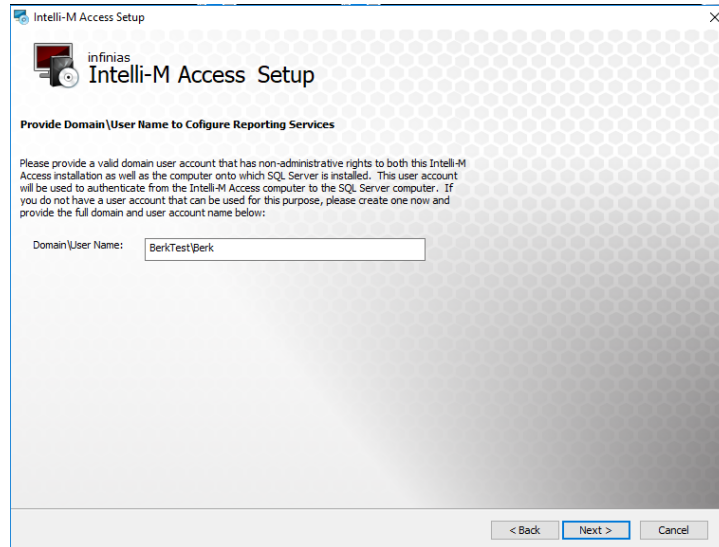 Intelli-M Access Setup
infinias
Intelli-M Access Setup
Provide Domain\User Name to Cofigure Reporting Services
Please provide a valid domain user account that has non-administrative rights to both this Intelli-M
Access installation as well as the computer onto which SQL Server is installed. This user account
will be used to authenticate from the Intelli-M Access computer to the SQL Server computer. If
you do not have a user account that can be used for this purpose, please create one now and
provide the full domain and user account name below:
Domain\User Name: BerkTest\Berk
< Back Next > Cancel